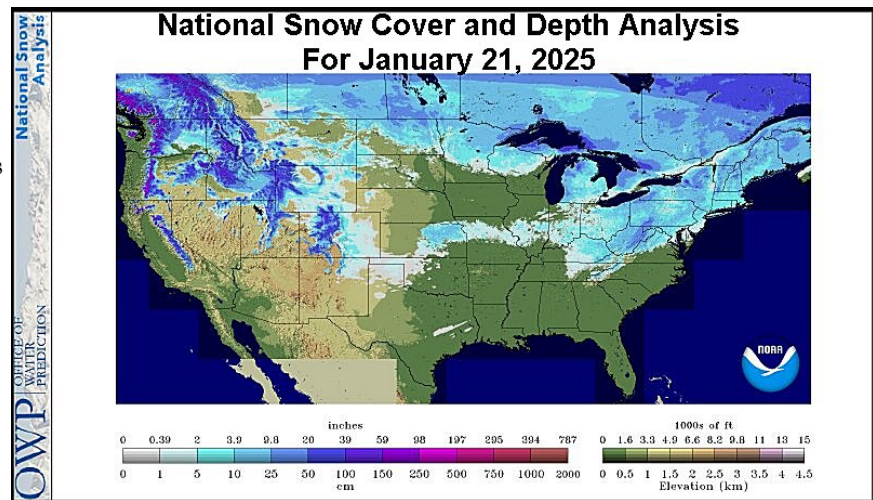 National Snow Cover and Depth Analysis
For January 21, 2025
National Snow
Analysis
OFFICE OF
WATER
PREDICTION
OWP
s
NOAA
inches
0 0.39 2 3.9 9.8 20 39 59 98 197 295 394 787
0 1 5 10 25 50 100 150 250 500 750 1000 2000
cm
1000s of ft
0 1.6 3.3 4.9 6.6 8.2 9.8 11 13 15
0 0.5 1 1.5 2 2.5 3 3.5 4 4.5
Elevation (km)